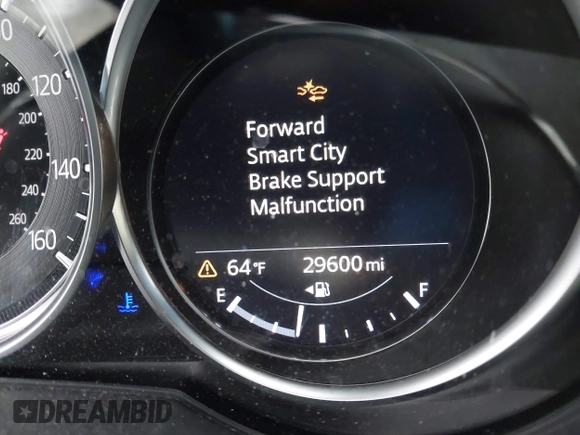 180
120
200
220
140
240
260
160
Forward
Smart City
Brake Support
Malfunction
64°F 29600 mi
E F
DREAMBID